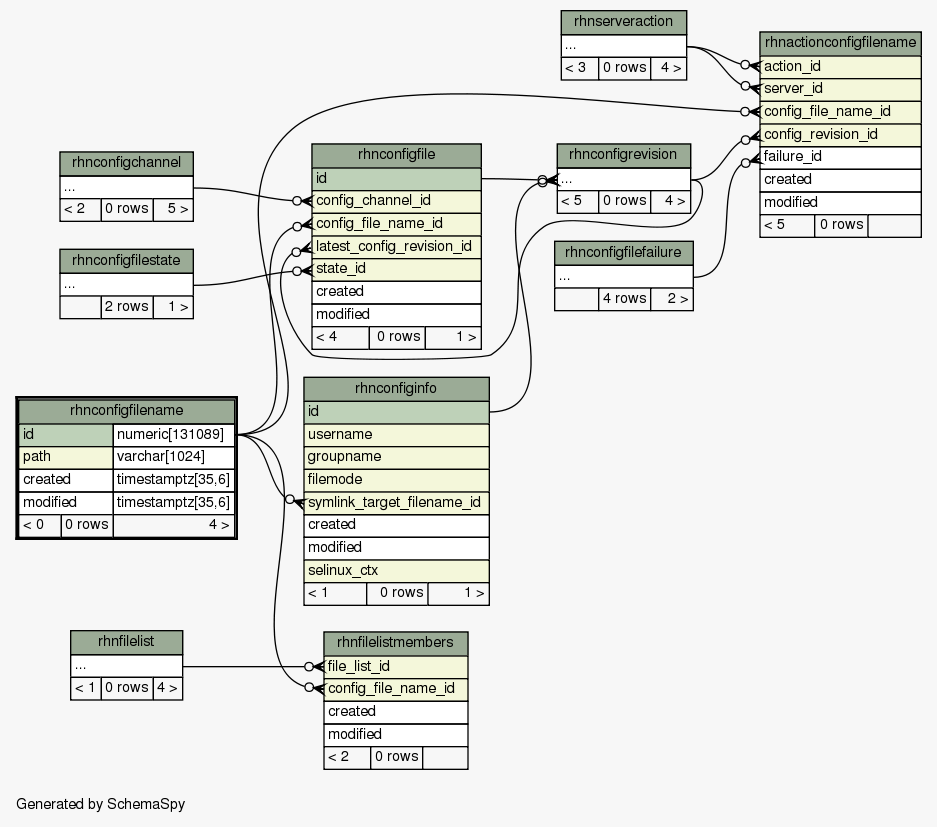 rhnserveraction
...
< 3 0 rows 4 >
rhnactionconfigfilename
action_id
server_id
config_file_name_id
config_revision_id
failure_id
created
modified
< 5 0 rows
rhnconfigchannel
...
< 2 0 rows 5 >
rhnconfigfile
id
config_channel_id
config_file_name_id
latest_config_revision_id
state_id
created
modified
< 4 0 rows 1 >
rhnconfigrevision
...
< 5 0 rows 4 >
rhnconfigfilestate
...
2 rows 1 >
rhnconfigfilefailure
...
4 rows 2 >
rhnconfigfilename
id numeric[131089]
path varchar[1024]
created timestamptz[35,6]
modified timestamptz[35,6]
< 0 0 rows 4 >
rhnconfiginfo
id
username
groupname
filemode
symlink_target_filename_id
created
modified
selinux_ctx
< 1 0 rows 1 >
rhnfilelist
...
< 1 0 rows 4 >
rhnfilelistmembers
file_list_id
config_file_name_id
created
modified
< 2 0 rows
Generated by SchemaSpy